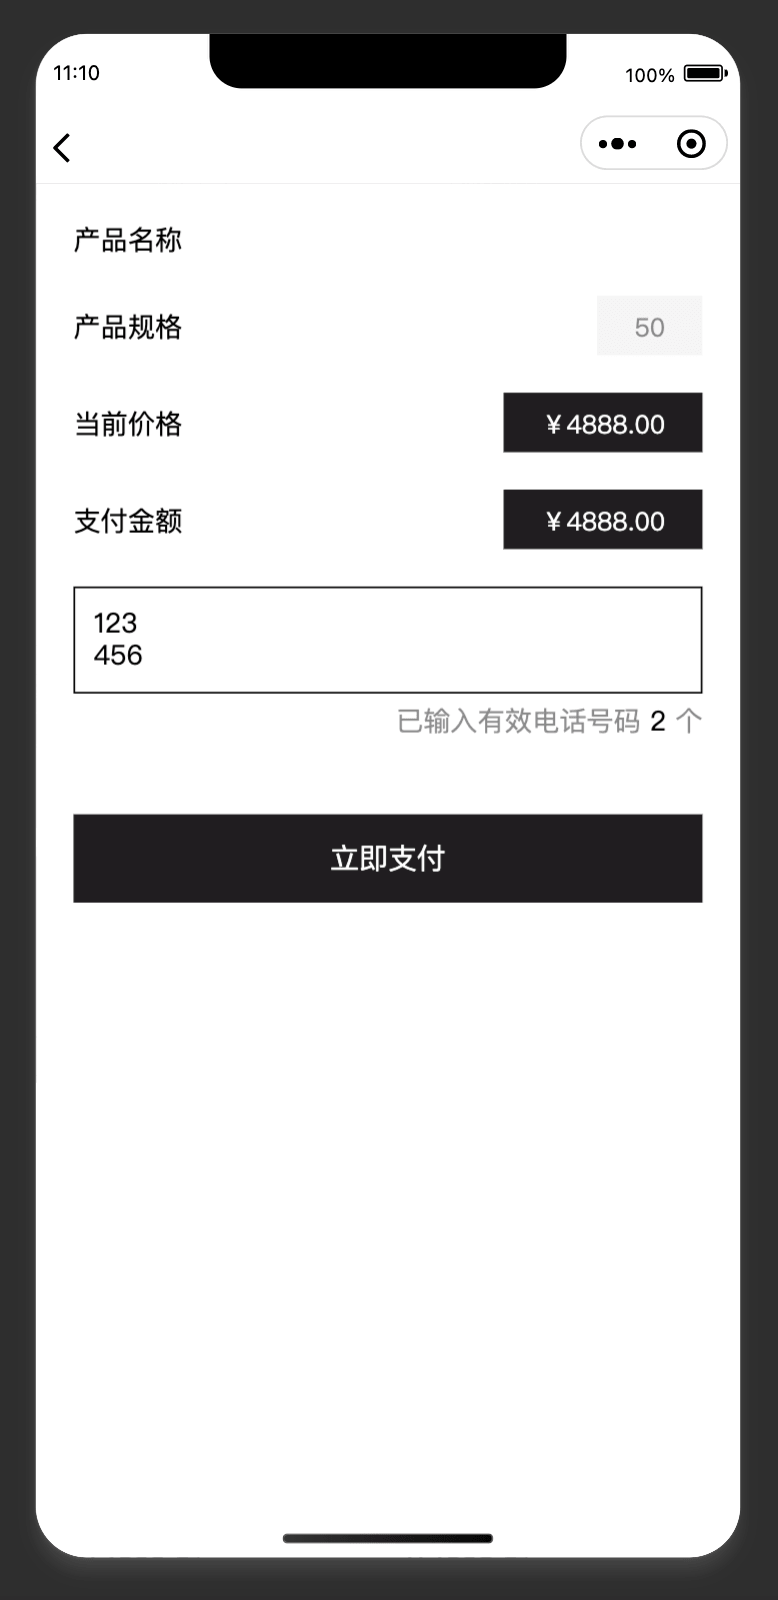 11:10
100%
产品名称
产品规格
50
当前价格
¥4888.00
支付金额
¥4888.00
123
456
已输入有效电话号码 2 个
立即支付